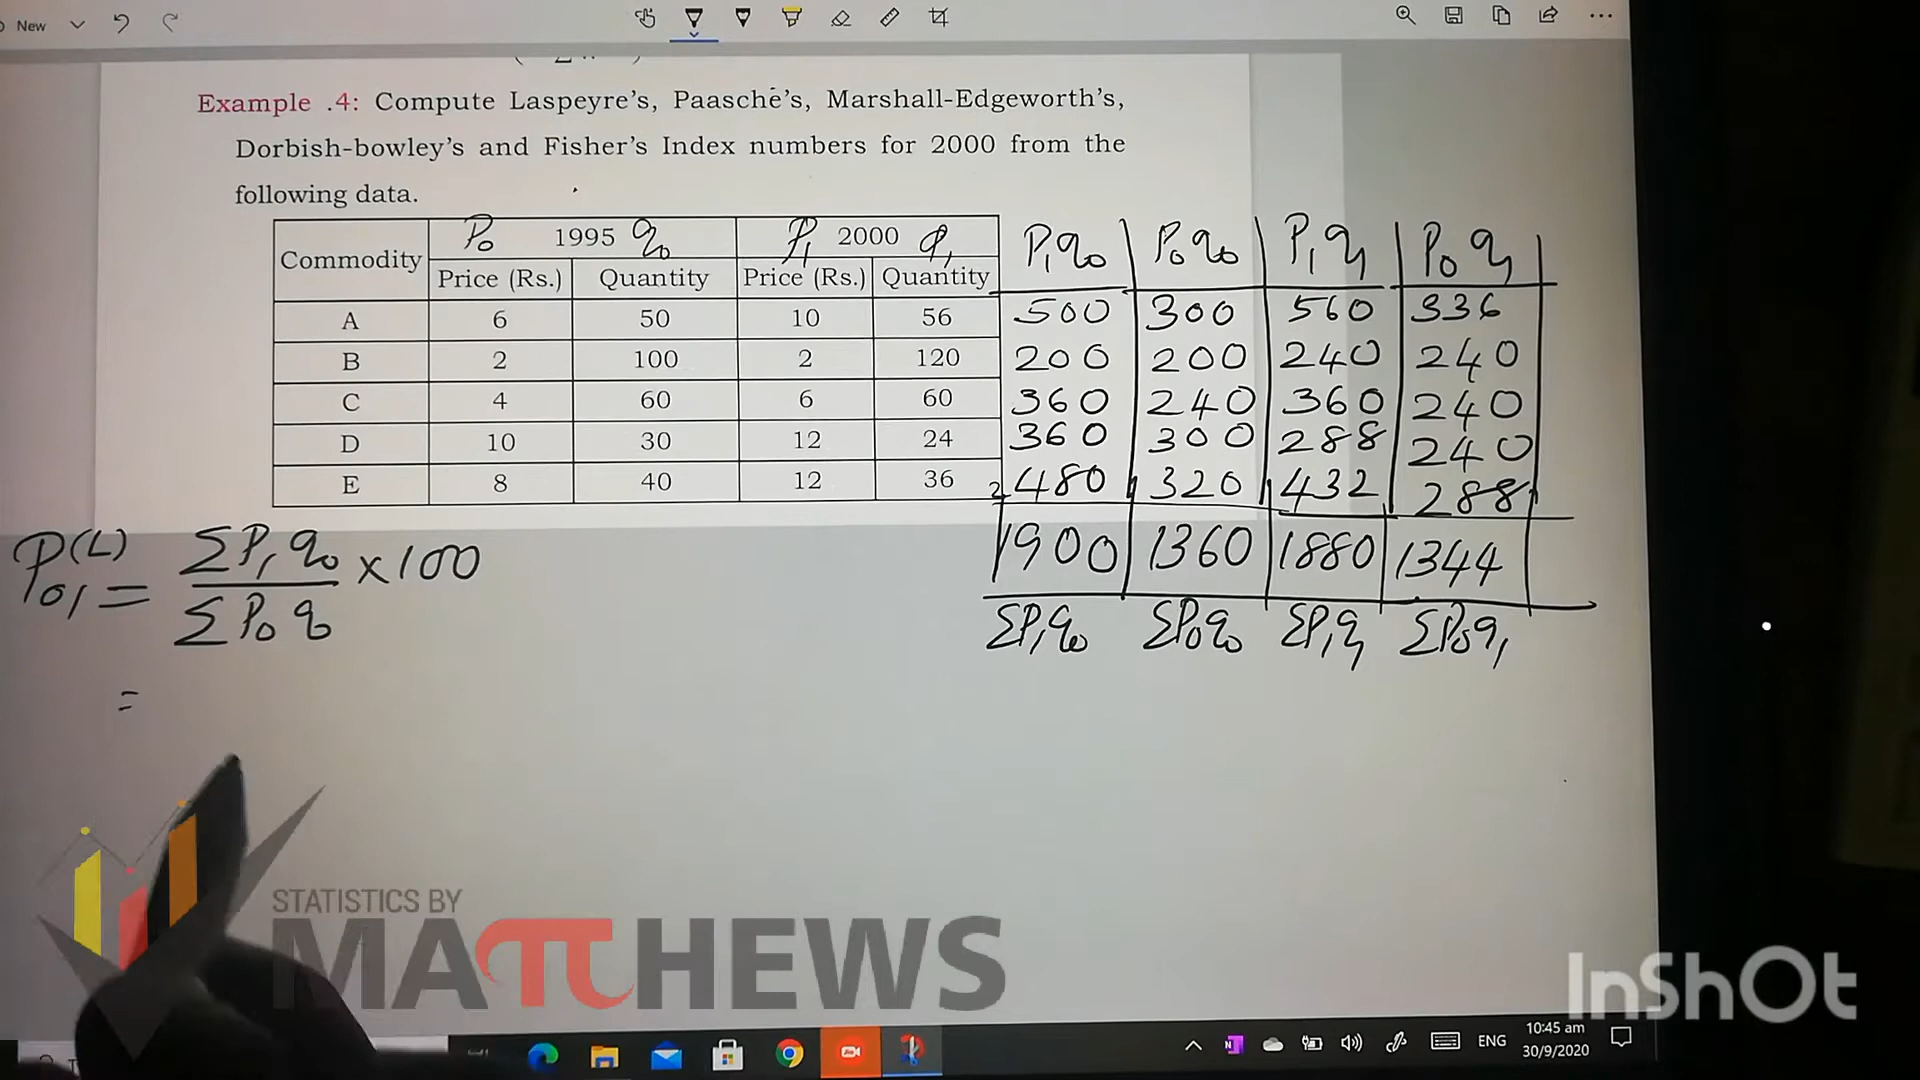 New
Example .4: Compute Laspeyre's, Paasche's, Marshall-Edgeworth's,
Dorbish-bowley's and Fisher's Index numbers for 2000 from the
following data.
Commodity P₀ 1995 q₀ P₁ 2000 q₁ P₁q₀ P₀q₀ P₁q₁ P₀q₁
Price (Rs.) Quantity Price (Rs.) Quantity
A 6 50 10 56 500 300 560 336
B 2 100 2 120 200 200 240 240
C 4 60 6 60 360 240 360 240
D 10 30 12 24 360 300 288 240
E 8 40 12 36 480 320 432 288
1900 1360 1880 1344
ΣP₁q₀ ΣP₀q₀ ΣP₁q₁ ΣP₀q₁
P₀₁(L) = ΣP₁q₀ / ΣP₀q × 100
=
STATISTICS BY
MATTHEWS
InShOt
ENG
10:45 am
30/9/2020